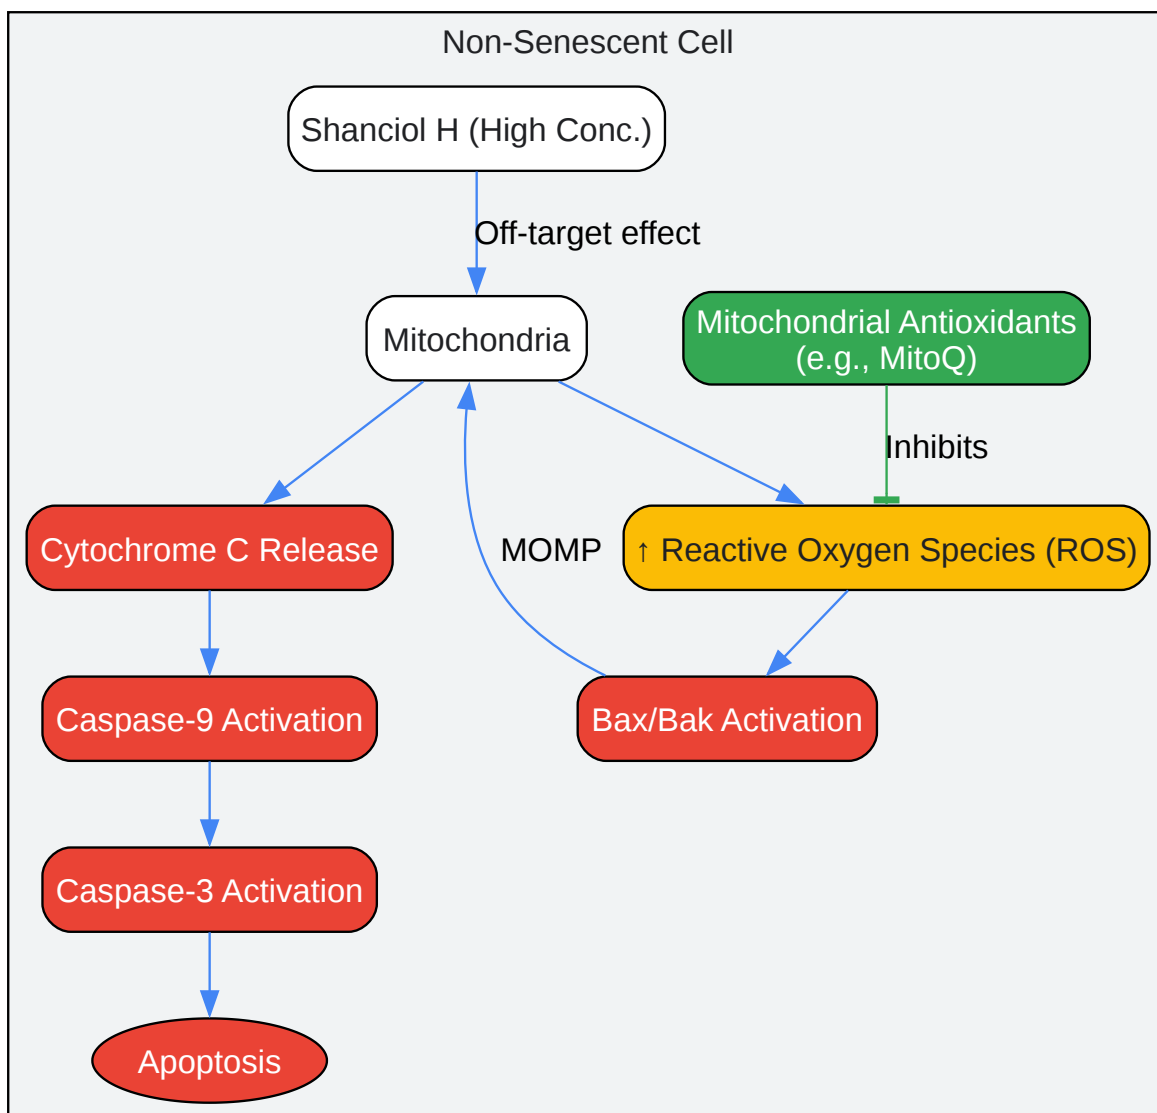 Non-Senescent Cell
Shanciol H (High Conc.)
Off-target effect
Mitochondria
Mitochondrial Antioxidants
(e.g., MitoQ)
Inhibits
Cytochrome C Release
MOMP
↑ Reactive Oxygen Species (ROS)
Caspase-9 Activation
Bax/Bak Activation
Caspase-3 Activation
Apoptosis